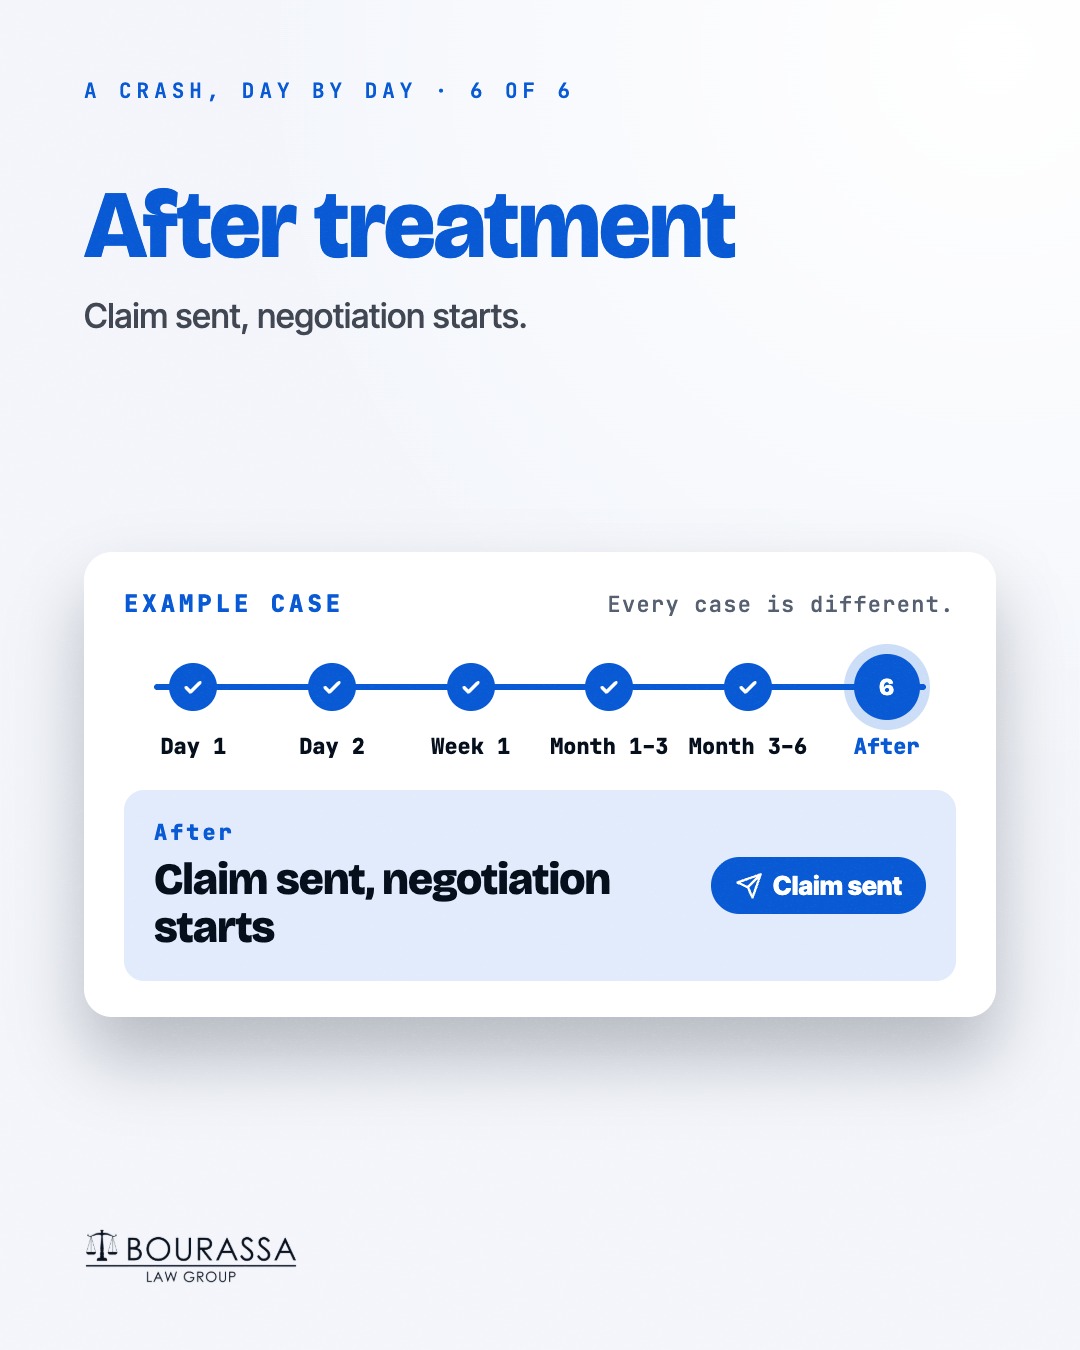 A CRASH, DAY BY DAY · 6 OF 6
After treatment
Claim sent, negotiation starts.
EXAMPLE CASE
Every case is different.
6
Day 1
Day 2
Week 1
Month 1–3
Month 3–6
After
After
Claim sent, negotiation
starts
Claim sent
BOURASSA
LAW GROUP